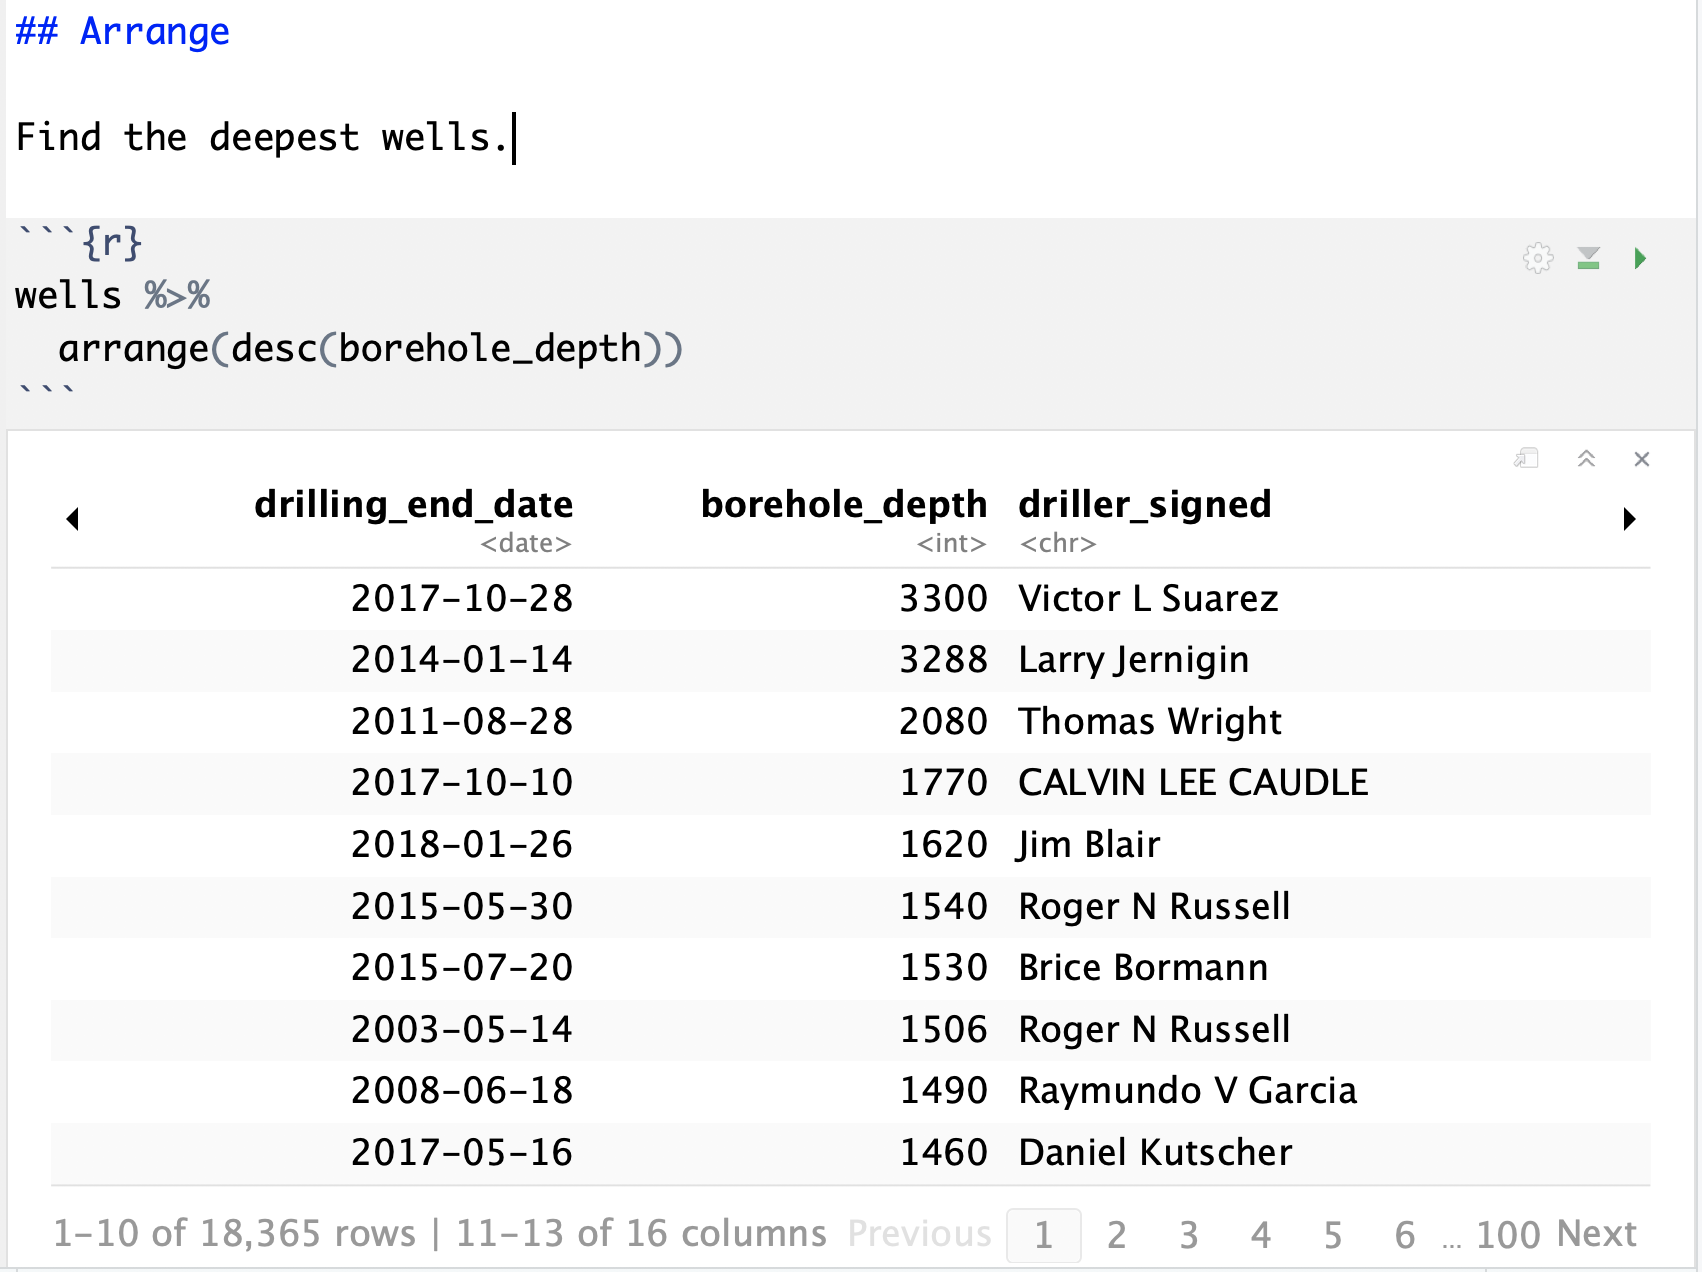 ## Arrange
Find the deepest wells.
```{r}
wells %>%
  arrange(desc(borehole_depth))
```
drilling_end_date borehole_depth driller_signed
<date> <int> <chr>
2017-10-28 3300 Victor L Suarez
2014-01-14 3288 Larry Jernigin
2011-08-28 2080 Thomas Wright
2017-10-10 1770 CALVIN LEE CAUDLE
2018-01-26 1620 Jim Blair
2015-05-30 1540 Roger N Russell
2015-07-20 1530 Brice Bormann
2003-05-14 1506 Roger N Russell
2008-06-18 1490 Raymundo V Garcia
2017-05-16 1460 Daniel Kutscher
1-10 of 18,365 rows | 11-13 of 16 columns Previous 1 2 3 4 5 6 ... 100 Next